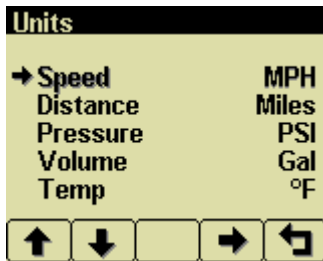 Units
Speed MPH
Distance Miles
Pressure PSI
Volume Gal
Temp °F